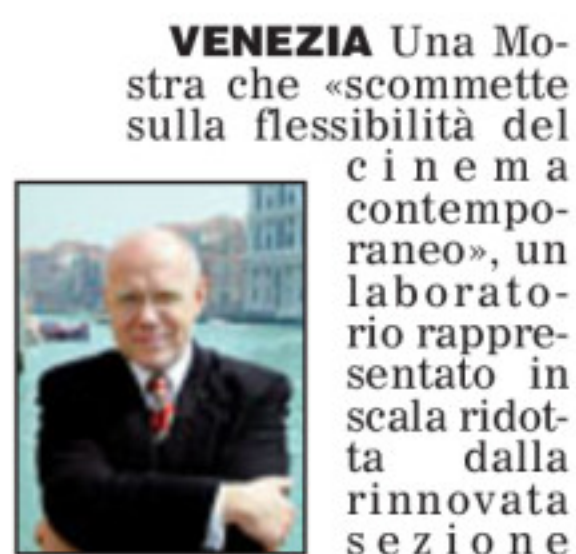 VENEZIA Una Mo-
stra che «scommette
sulla flessibilità del
cinema
contempo-
raneo», un
laborato-
rio rappre-
sentato in
scala ridot-
ta dalla
rinnovata
sezione